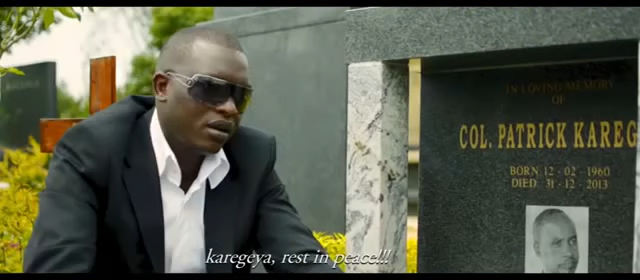 IN LOVING MEMORY
OF
COL. PATRICK KAREG
BORN 12 - 02 - 1960
DIED 31 - 12 - 2013
karegeya, rest in peace!!!